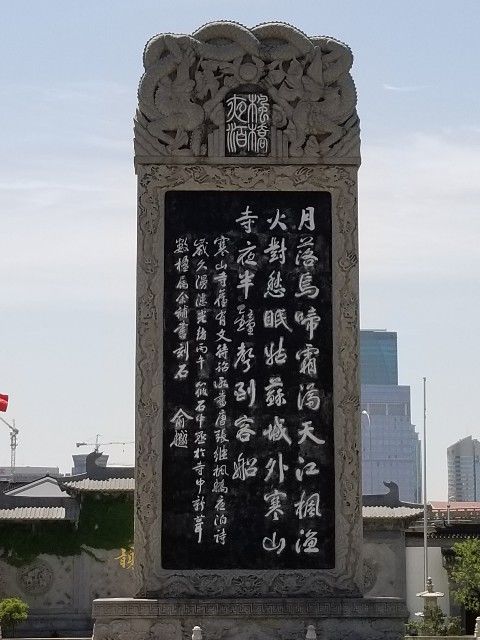 楓橋
夜泊
月落烏啼霜滿天江楓漁
火對愁眠姑蘇城外寒山
寺夜半鐘聲到客船
寒山寺舊有文待詔所書唐張繼楓橋夜泊詩
歲久漫漶光緒丙午筱石中丞於寺中新葺
數楹屬余補書刻石
俞樾